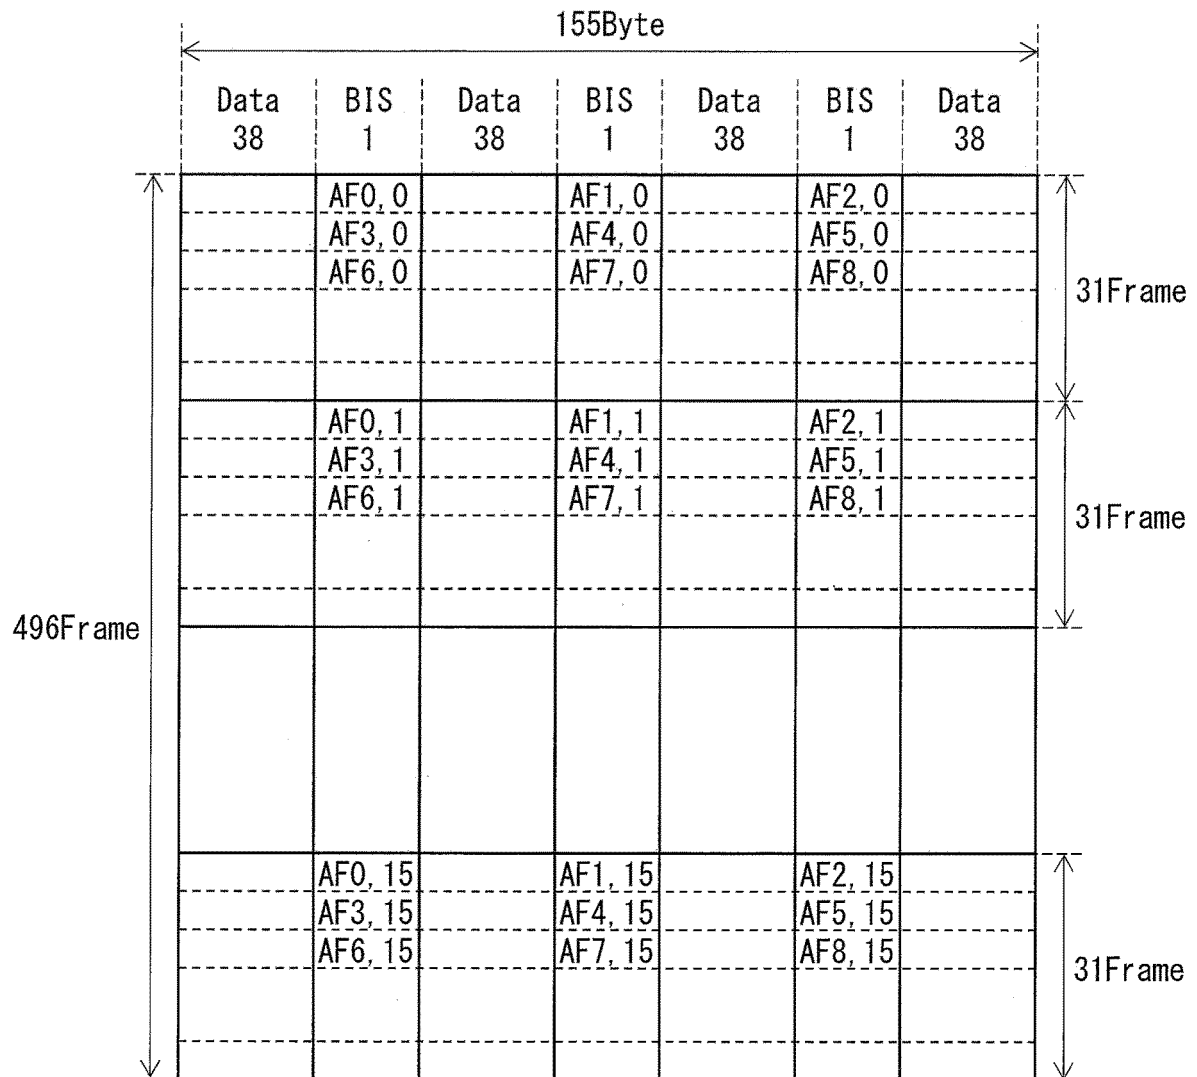 155Byte
Data BIS Data BIS Data BIS Data
38 1 38 1 38 1 38
AF0, 0 AF1, 0 AF2, 0
AF3, 0 AF4, 0 AF5, 0
AF6, 0 AF7, 0 AF8, 0
31Frame
AF0, 1 AF1, 1 AF2, 1
AF3, 1 AF4, 1 AF5, 1
AF6, 1 AF7, 1 AF8, 1
31Frame
496Frame
AF0, 15 AF1, 15 AF2, 15
AF3, 15 AF4, 15 AF5, 15
AF6, 15 AF7, 15 AF8, 15
31Frame